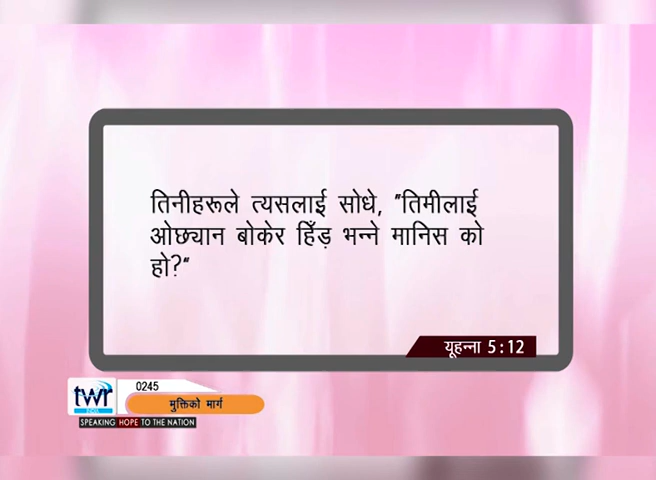 तिनीहरूले त्यसलाई सोधे, "तिमीलाई
ओछ्यान बोकेर हिँड़ भन्ने मानिस को
हो?"
यूहन्ना 5:12
twr
0245
मुक्तिको मार्ग
SPEAKING HOPE TO THE NATION